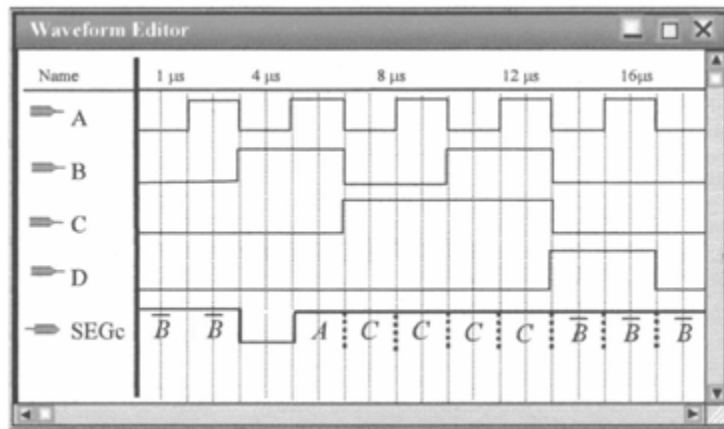 Waveform Editor
Name 1 μs 4 μs 8 μs 12 μs 16μs
A
B
C
D
SEGc B̅ B̅ A C C C C B̅ B̅ B̅